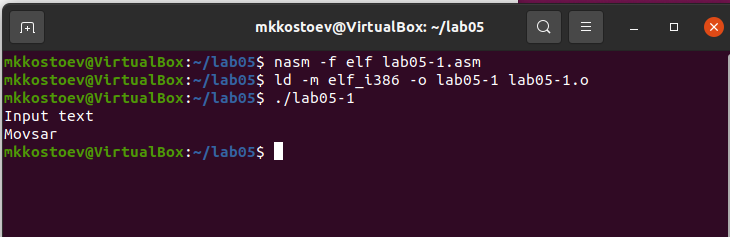 mkkostoev@VirtualBox: ~/lab05
mkkostoev@VirtualBox:~/lab05$ nasm -f elf lab05-1.asm
mkkostoev@VirtualBox:~/lab05$ ld -m elf_i386 -o lab05-1 lab05-1.o
mkkostoev@VirtualBox:~/lab05$ ./lab05-1
Input text
Movsar
mkkostoev@VirtualBox:~/lab05$